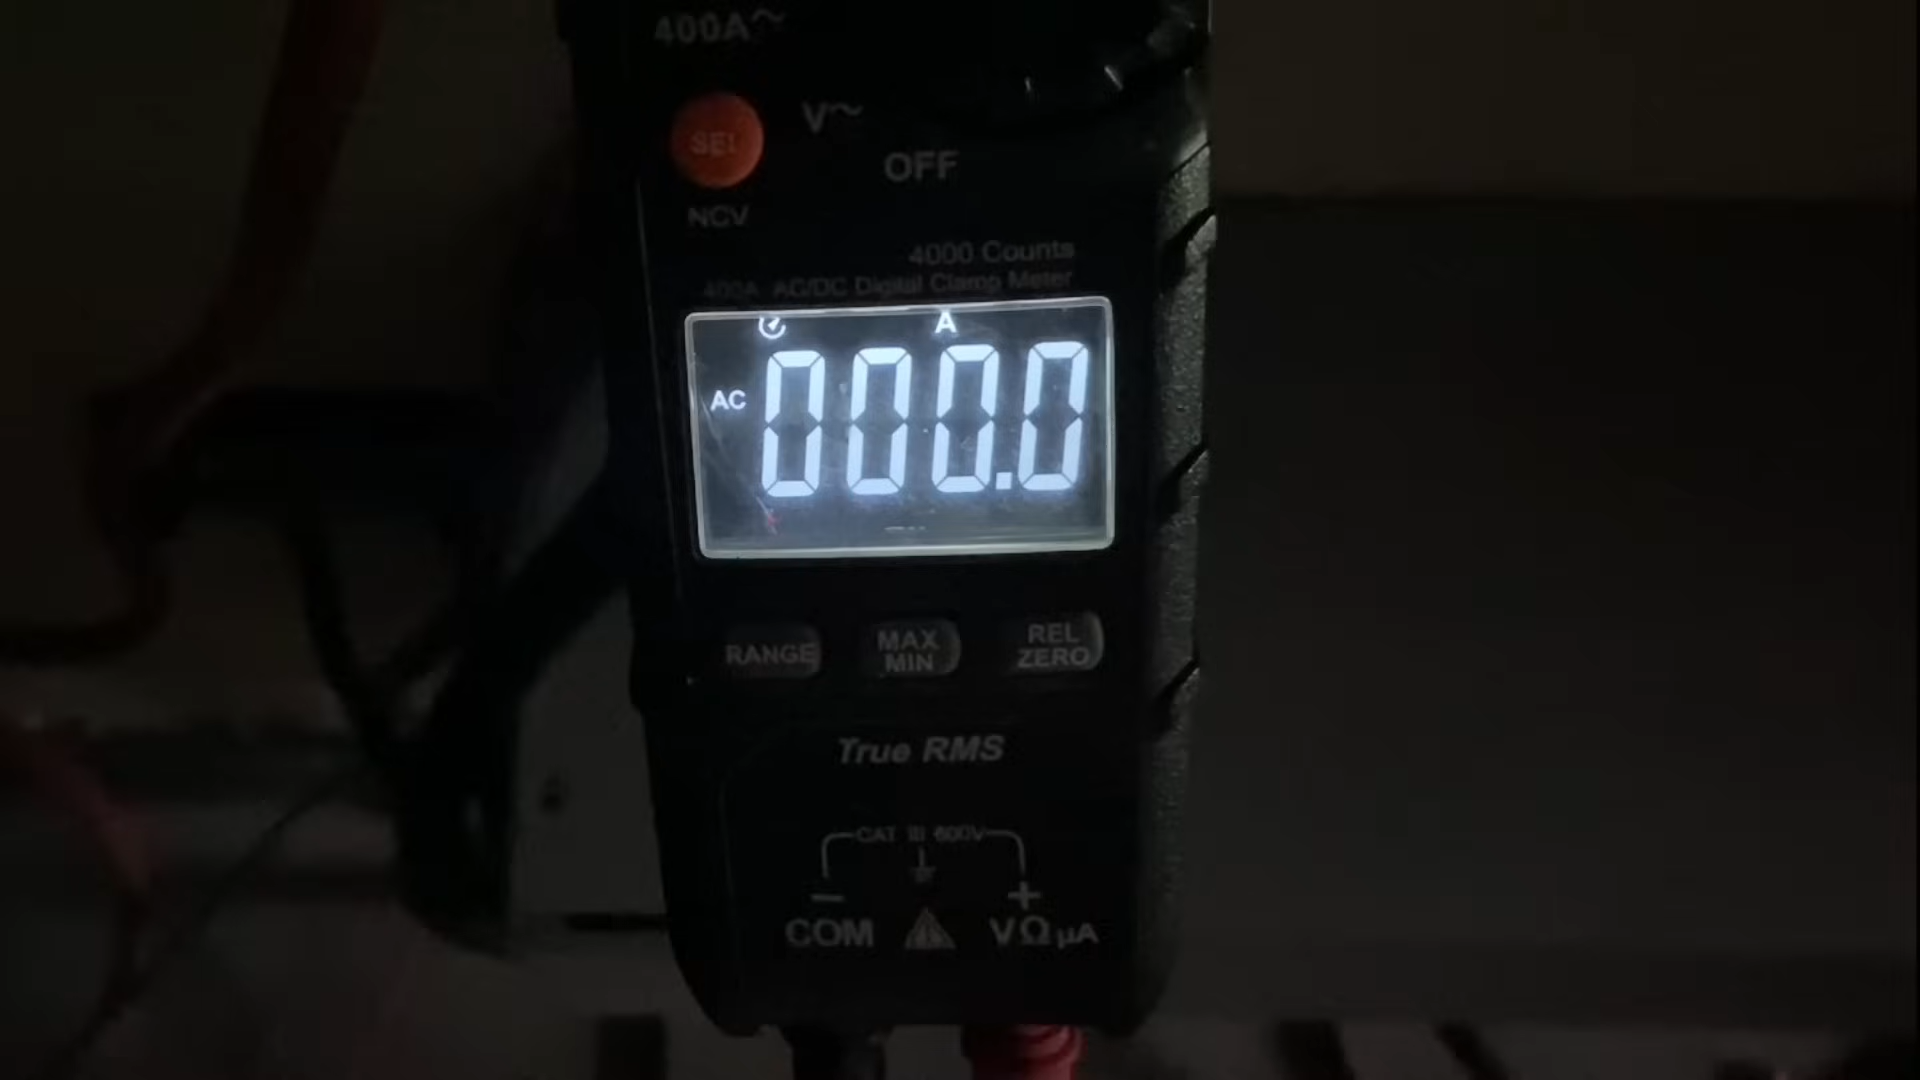 400A~
SEL
V~
OFF
NCV
4000 Counts
400A AC/DC Digital Clamp Meter
A
AC
000.0
RANGE
MAX
MIN
REL
ZERO
True RMS
CAT III 600V
− +
COM VΩµA